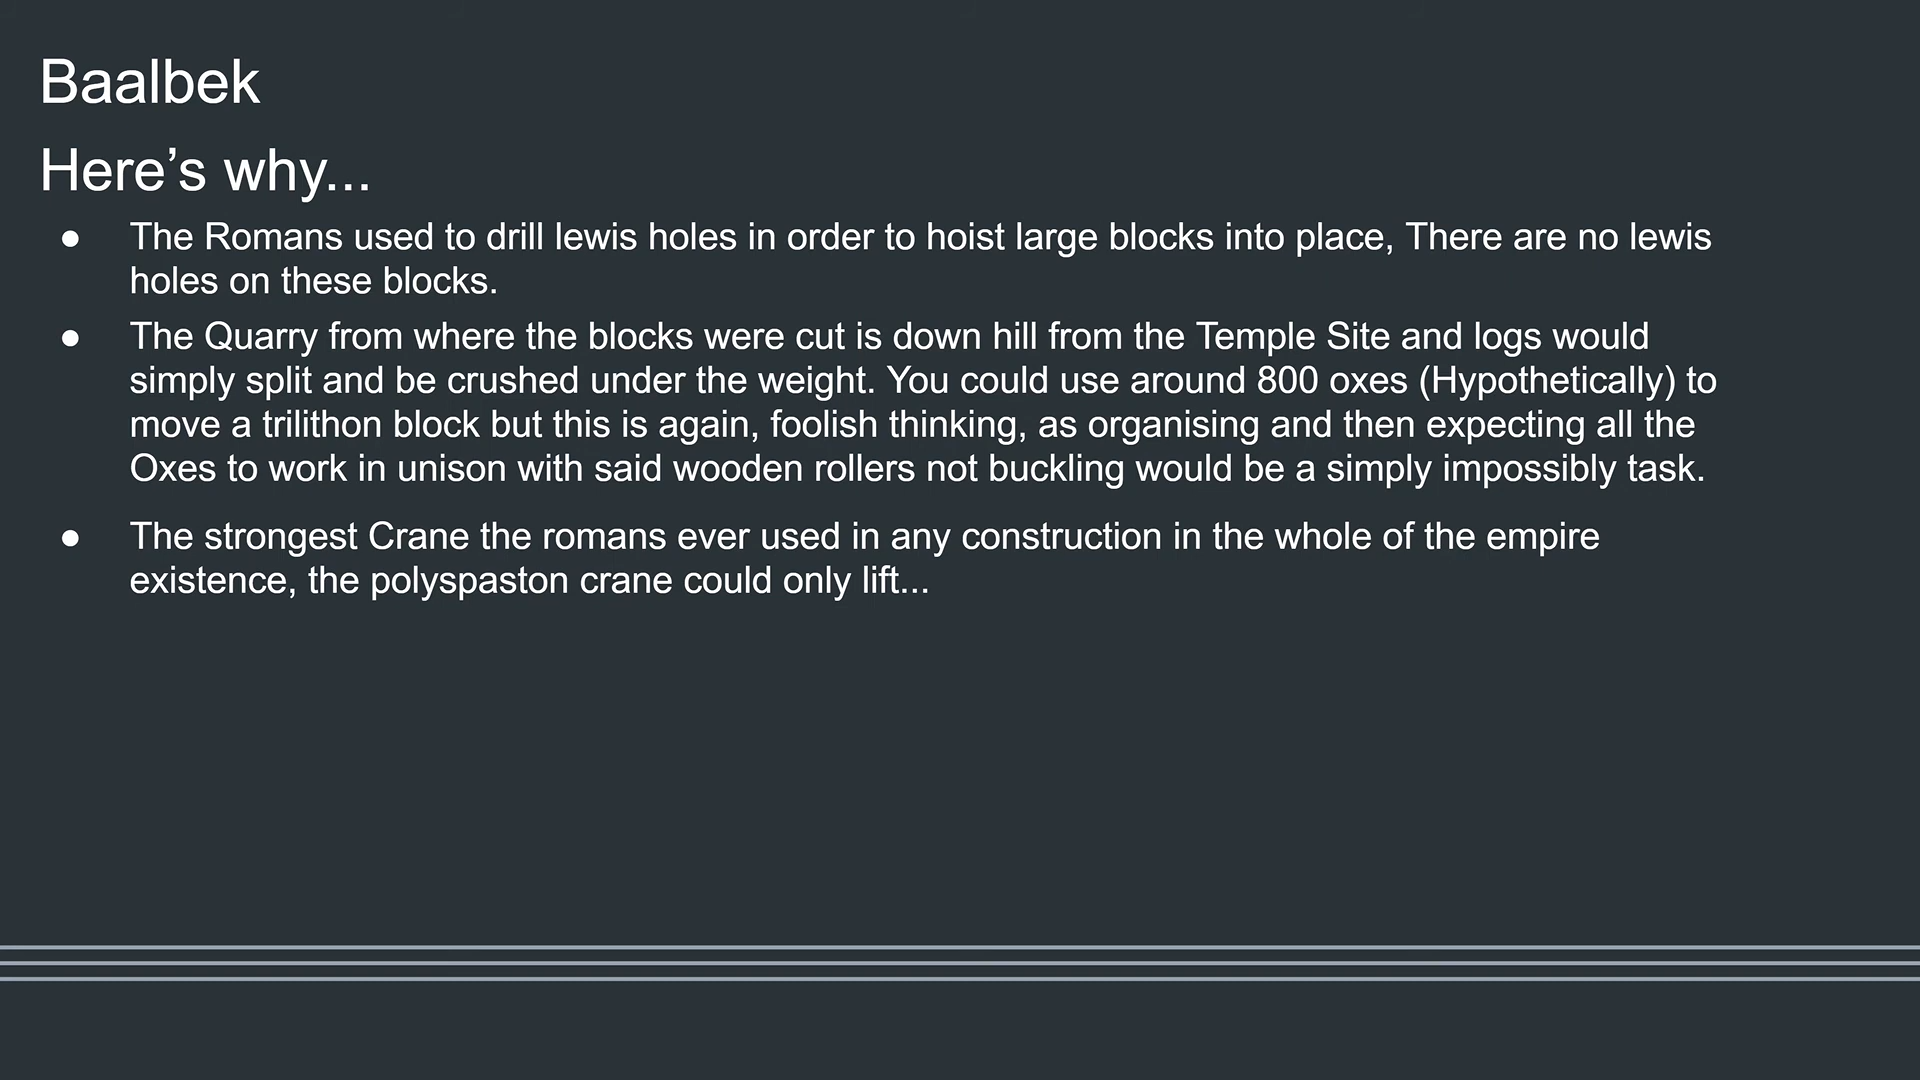 Baalbek
Here’s why...
● The Romans used to drill lewis holes in order to hoist large blocks into place, There are no lewis
holes on these blocks.
● The Quarry from where the blocks were cut is down hill from the Temple Site and logs would
simply split and be crushed under the weight. You could use around 800 oxes (Hypothetically) to
move a trilithon block but this is again, foolish thinking, as organising and then expecting all the
Oxes to work in unison with said wooden rollers not buckling would be a simply impossibly task.
● The strongest Crane the romans ever used in any construction in the whole of the empire
existence, the polyspaston crane could only lift...